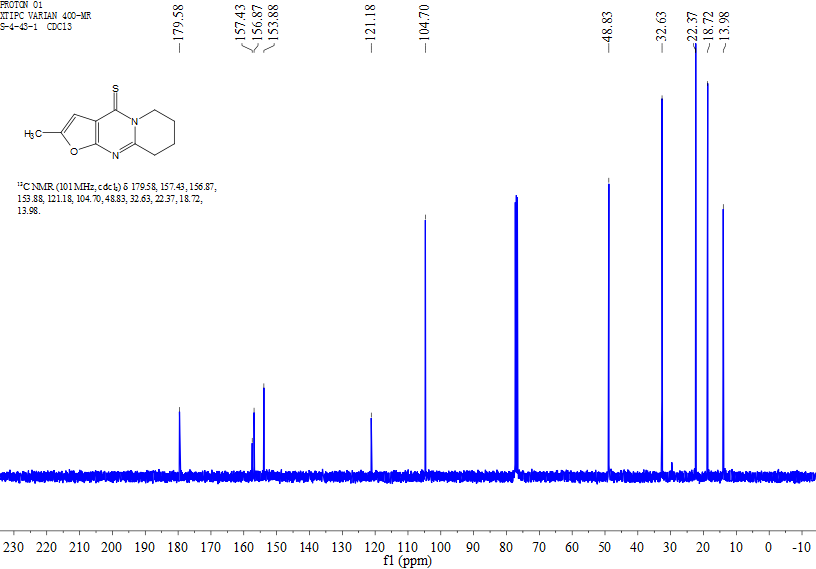 PROTON 01
XTIPC VARIAN 400-MR
S-4-43-1 CDCl3
179.58
157.43
156.87
153.88
121.18
104.70
48.83
32.63
22.37
18.72
13.98
S
N
H₃C
O
N
¹³C NMR (101 MHz, cdcl₃) δ 179.58, 157.43, 156.87,
153.88, 121.18, 104.70, 48.83, 32.63, 22.37, 18.72,
13.98.
230 220 210 200 190 180 170 160 150 140 130 120 110 100 90 80 70 60 50 40 30 20 10 0 -10
f1 (ppm)